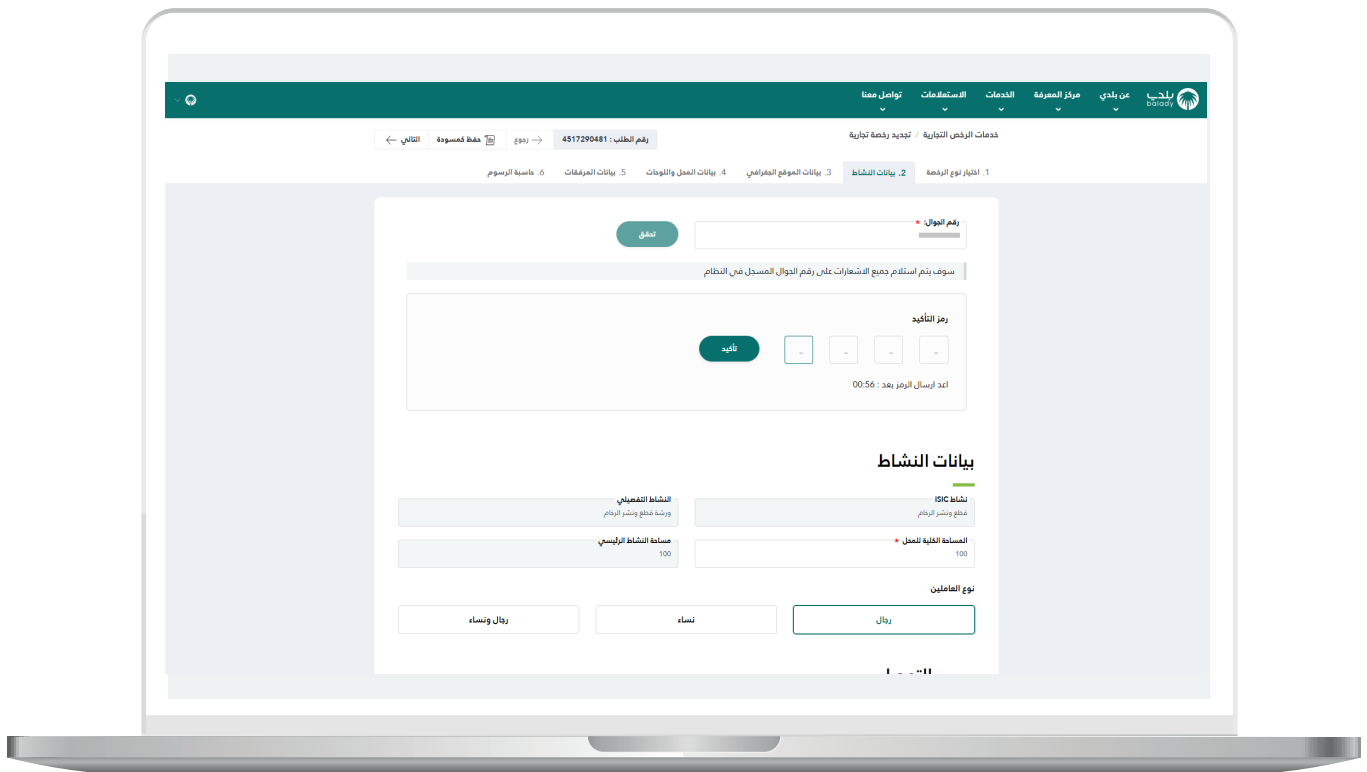 بلدي balady عن بلدي مركز المعرفة الخدمات الاستعلامات تواصل معنا
خدمات الرخص التجارية / تجديد رخصة تجارية رقم الطلب : 4517290481 رجوع حفظ كمسودة التالي
1. اختيار نوع الرخصة 2. بيانات النشاط 3. بيانات الموقع الجغرافي 4. بيانات المحل واللوحات 5. بيانات المرفقات 6. حاسبة الرسوم
رقم الجوال: *
تحقق
سوف يتم استلام جميع الاشعارات على رقم الجوال المسجل في النظام
رمز التأكيد
- - - - تأكيد
اعد ارسال الرمز بعد : 00:56
بيانات النشاط
نشاط ISIC النشاط التفصيلي
قطع ونشر الرخام ورشة قطع ونشر الرخام
المساحة الكلية للمحل * مساحة النشاط الرئيسي
100 100
نوع العاملين
رجال نساء رجال ونساء